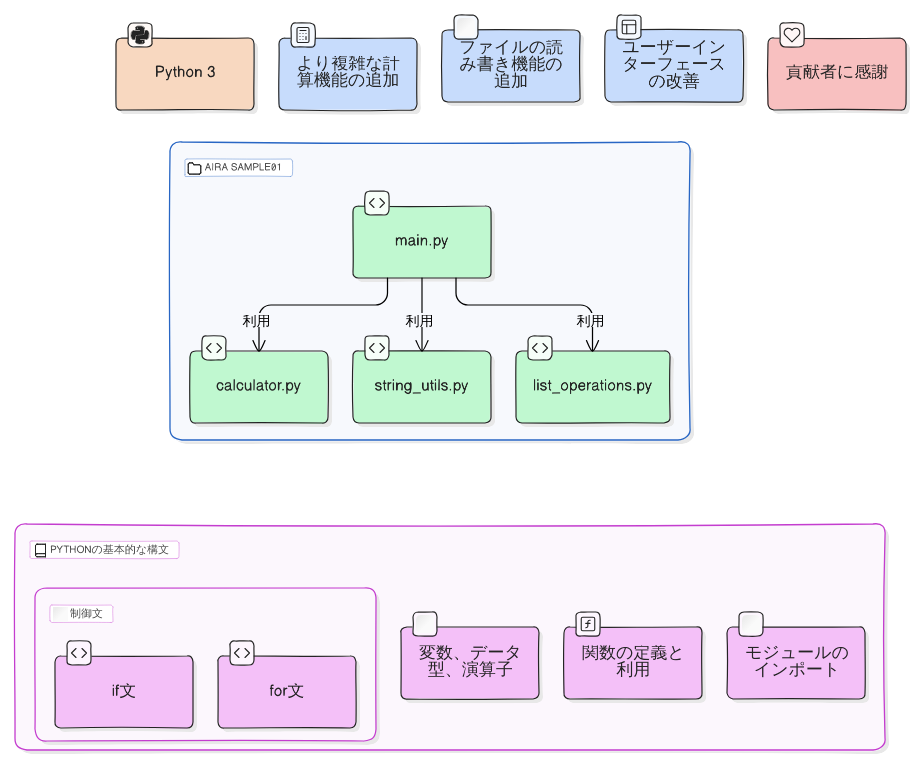 Python 3
より複雑な計
算機能の追加
ファイルの読
み書き機能の
追加
ユーザーイン
ターフェース
の改善
貢献者に感謝
AIRA SAMPLE01
main.py
利用
利用
利用
calculator.py
string_utils.py
list_operations.py
PYTHONの基本的な構文
制御文
if文
for文
変数、データ
型、演算子
関数の定義と
利用
モジュールの
インポート